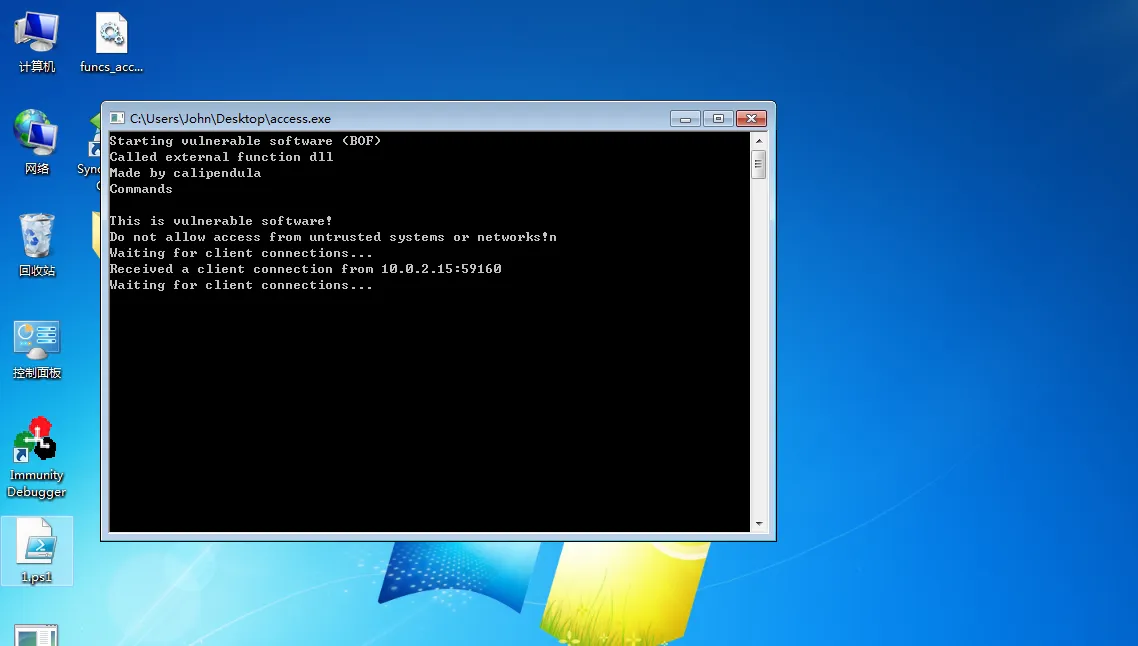 计算机
funcs_acc...
网络
Sync
回收站
控制面板
Immunity
Debugger
1.ps1
C:\Users\John\Desktop\access.exe
Starting vulnerable software (BOF)
Called external function dll
Made by calipendula
Commands
This is vulnerable software!
Do not allow access from untrusted systems or networks!n
Waiting for client connections...
Received a client connection from 10.0.2.15:59160
Waiting for client connections...